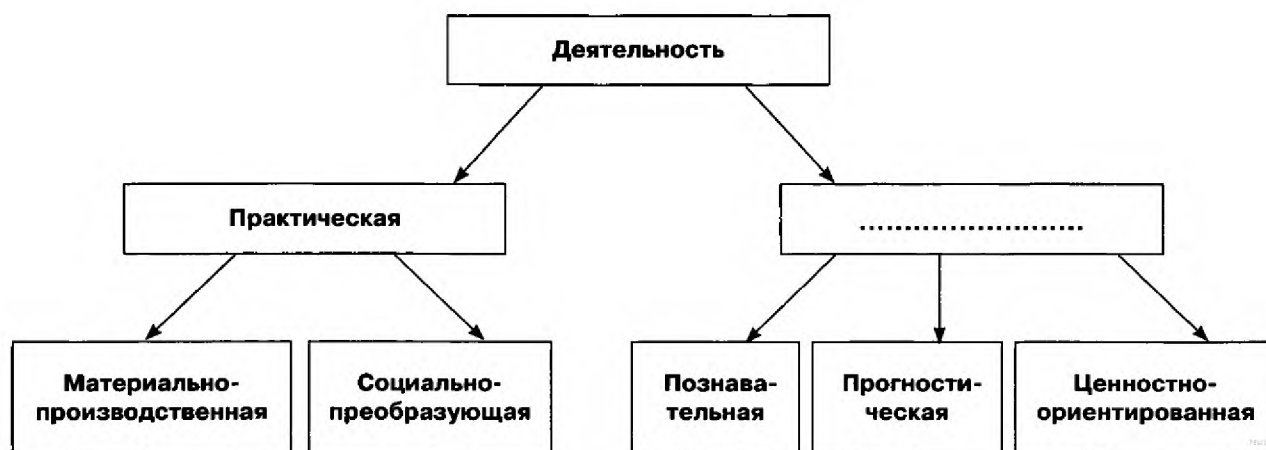 Деятельность
Практическая
........................
Материально-
производственная
Социально-
преобразующая
Познава-
тельная
Прогности-
ческая
Ценностно-
ориентированная